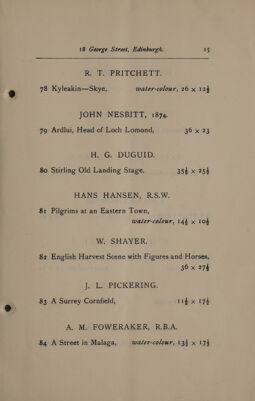 18 George Street, Edinburgh. 15
R. T. PRITCHETT.
78 Kyleakin—Skye, water-colour, 26 × 12½
JOHN NESBITT, 1874.
79 Ardlui, Head of Loch Lomond, 36 × 23
H. G. DUGUID.
80 Stirling Old Landing Stage, 35½ × 25½
HANS HANSEN, R.S.W.
81 Pilgrims at an Eastern Town,
water-colour, 14½ × 10½
W. SHAYER.
82 English Harvest Scene with Figures and Horses,
36 × 27½
J. L. PICKERING.
83 A Surrey Cornfield, 11½ × 17½
A. M. FOWERAKER, R.B.A.
84 A Street in Malaga, water-colour, 13½ × 17½